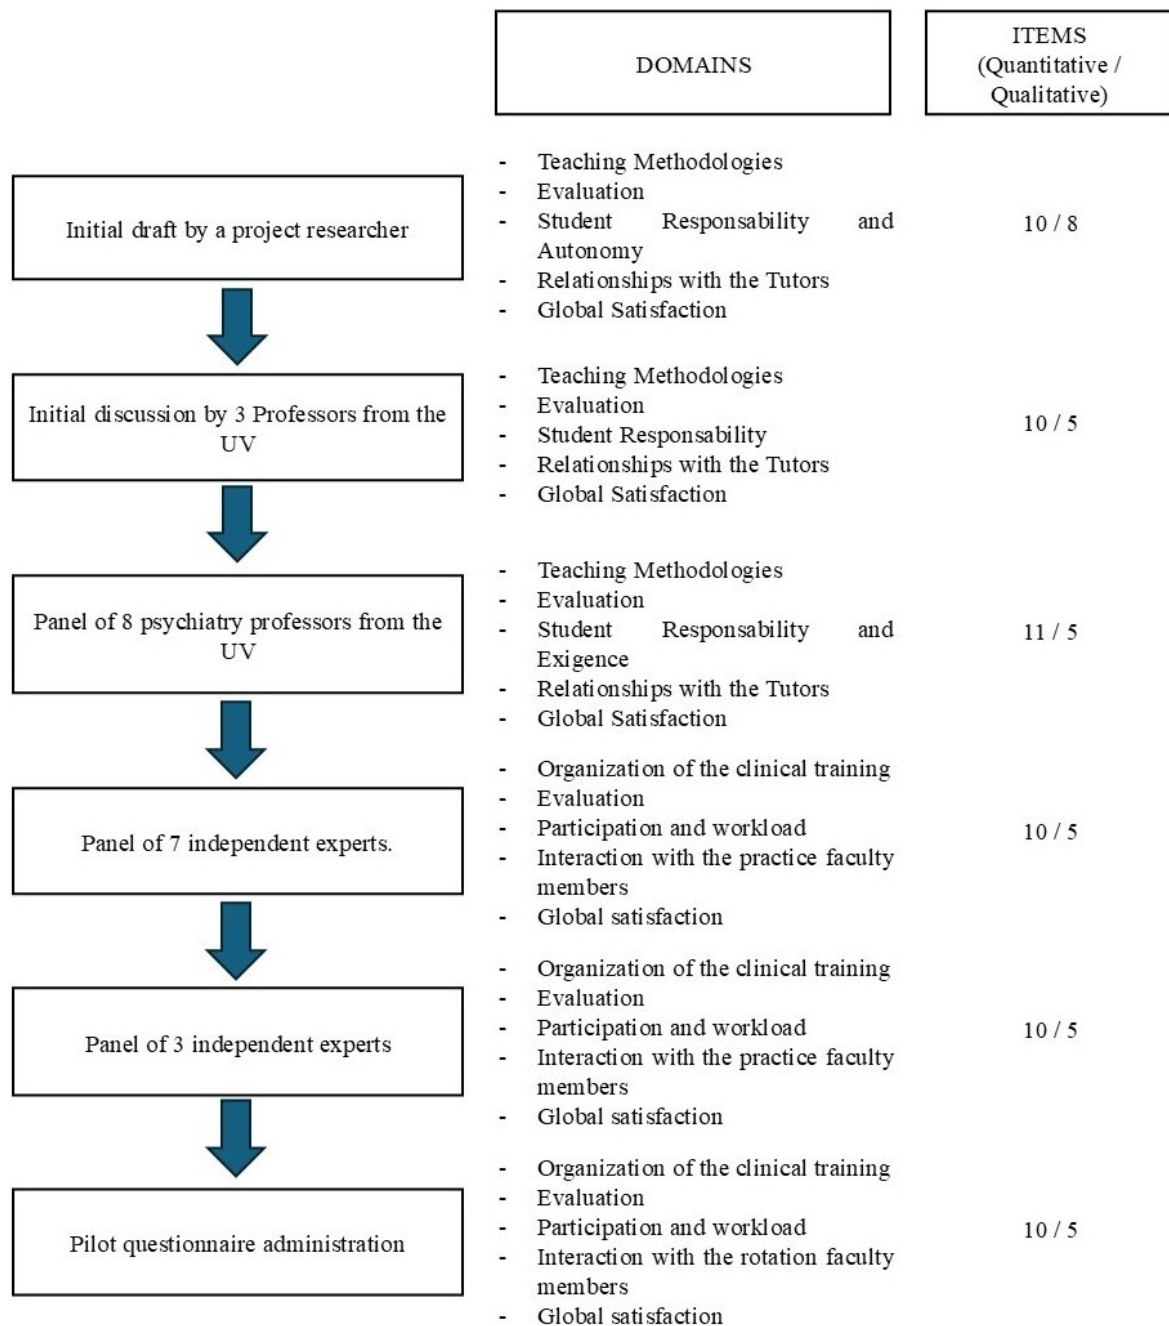 DOMAINS
ITEMS
(Quantitative /
Qualitative)
Initial draft by a project researcher
- Teaching Methodologies
- Evaluation
- Student Responsability and
Autonomy
- Relationships with the Tutors
- Global Satisfaction
10 / 8
Initial discussion by 3 Professors from the
UV
- Teaching Methodologies
- Evaluation
- Student Responsability
- Relationships with the Tutors
- Global Satisfaction
10 / 5
Panel of 8 psychiatry professors from the
UV
- Teaching Methodologies
- Evaluation
- Student Responsability and
Exigence
- Relationships with the Tutors
- Global Satisfaction
11 / 5
Panel of 7 independent experts.
- Organization of the clinical training
- Evaluation
- Participation and workload
- Interaction with the practice faculty
members
- Global satisfaction
10 / 5
Panel of 3 independent experts
- Organization of the clinical training
- Evaluation
- Participation and workload
- Interaction with the practice faculty
members
- Global satisfaction
10 / 5
Pilot questionnaire administration
- Organization of the clinical training
- Evaluation
- Participation and workload
- Interaction with the rotation faculty
members
- Global satisfaction
10 / 5